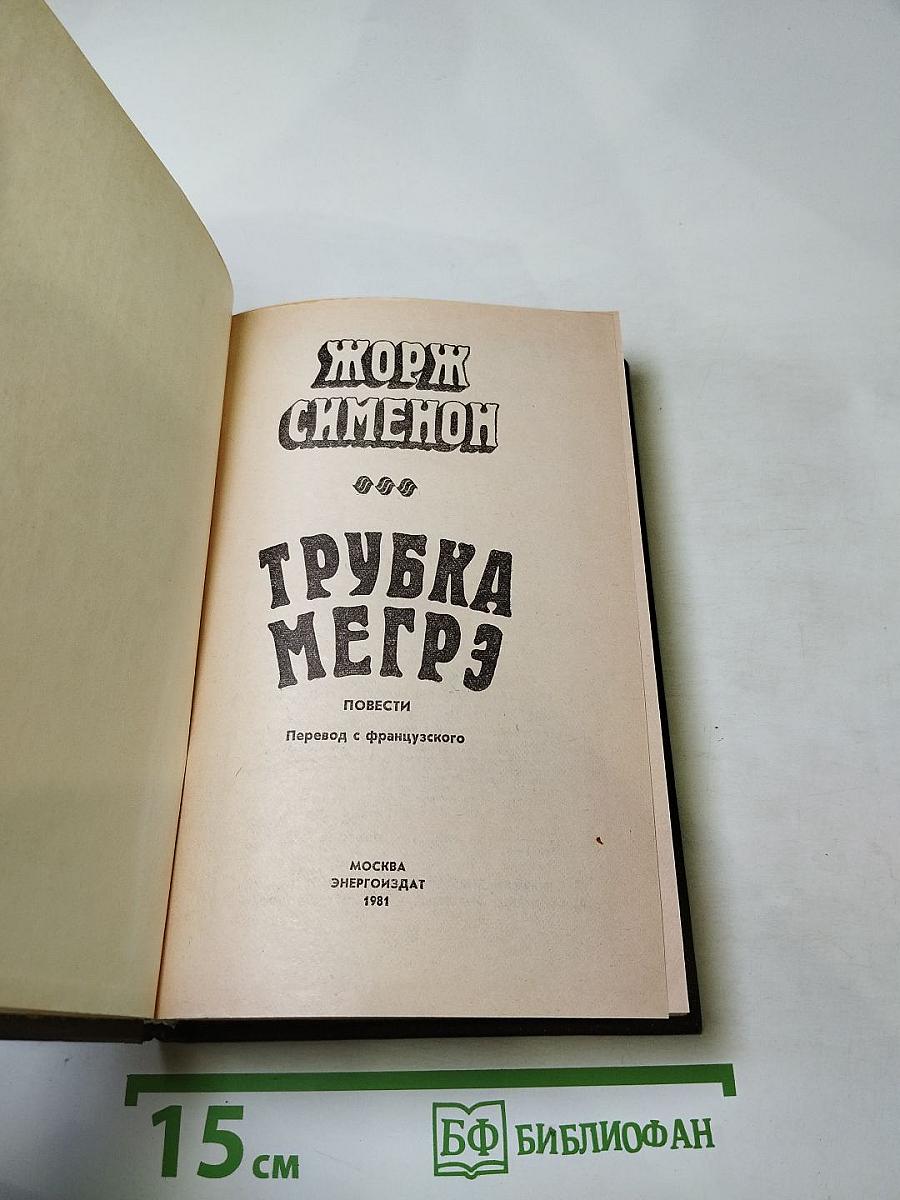 ЖОРЖ
СИМЕНОН
ТРУБКА
МЕГРЭ
ПОВЕСТИ
Перевод с французского
МОСКВА
ЭНЕРГОИЗДАТ
1981
15 см
БФ БИБЛИОФАН